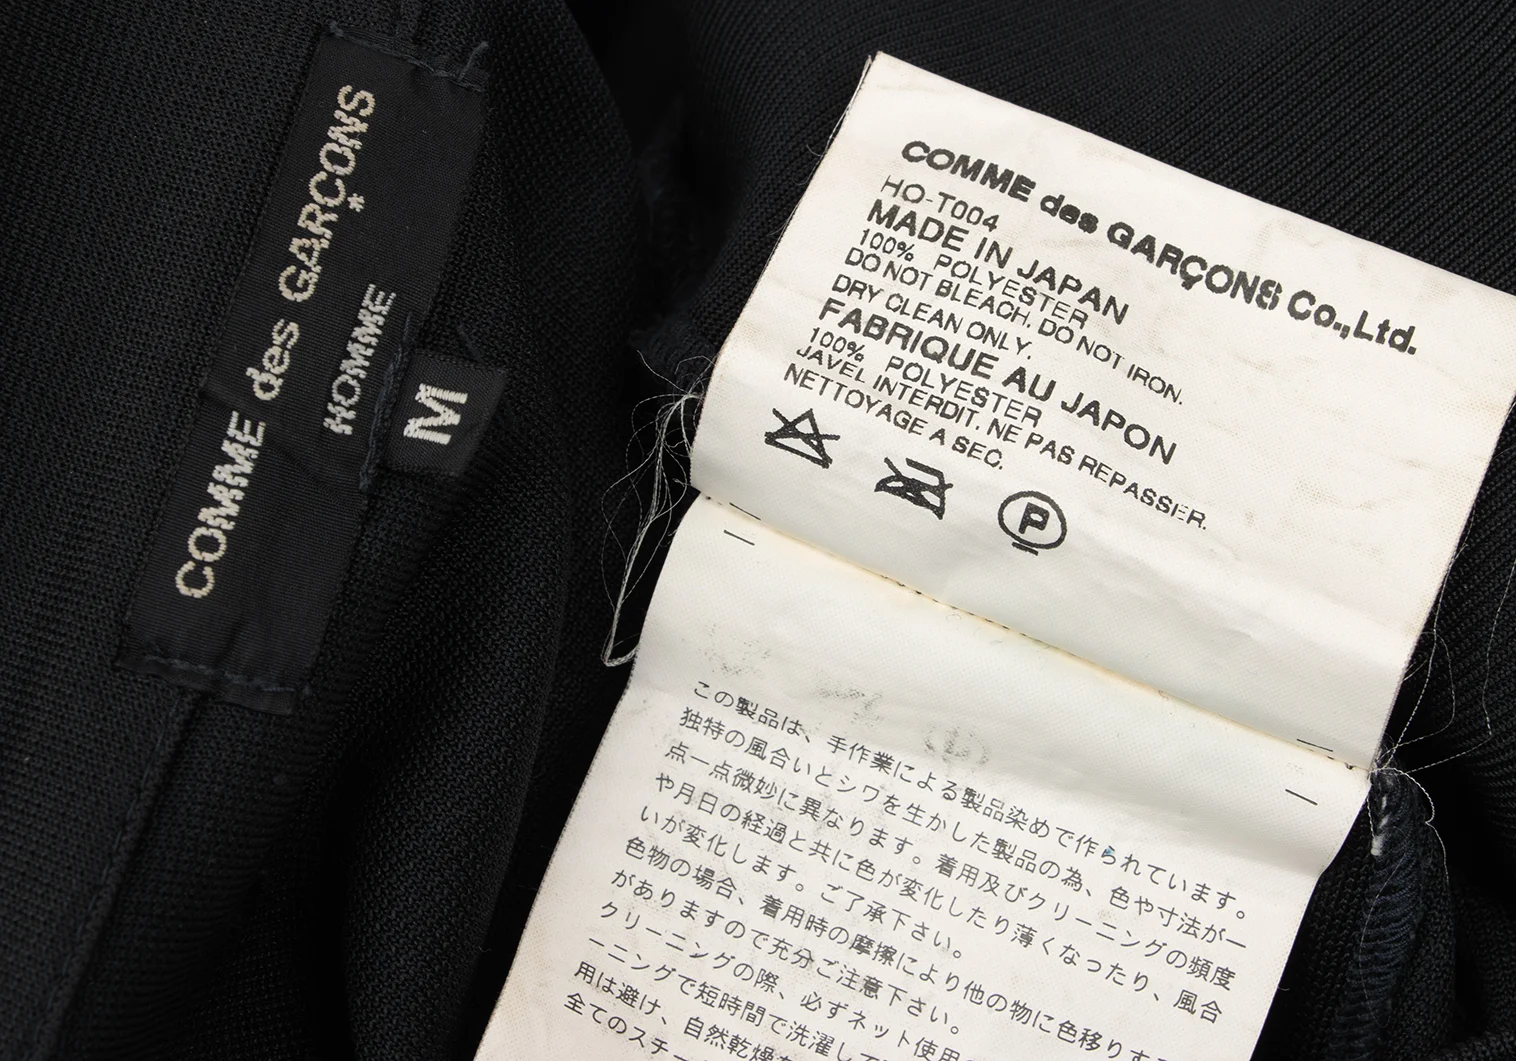 COMME des GARÇONS
HOMME
M
COMME des GARÇONS Co.,Ltd.
HO-T004
MADE IN JAPAN
100% POLYESTER
DO NOT BLEACH. DO NOT IRON.
DRY CLEAN ONLY.
FABRIQUE AU JAPON
100% POLYESTER
JAVEL INTERDIT. NE PAS REPASSER.
NETTOYAGE A SEC.
P
この製品は、手作業による製品染めで作られています。
独特の風合いとシワを生かした製品の為、色や寸法が一
点一点微妙に異なります。着用及びクリーニングの頻度
や月日の経過と共に色が変化したり薄くなったり、風合
いが変化します。ご了承下さい。
色物の場合、着用時の摩擦により他の物に色移りす
がありますので充分ご注意下さい。
クリーニングの際、必ずネット使用
ーニングで短時間で洗濯し
用は避け、自然乾燥
全てのスチー